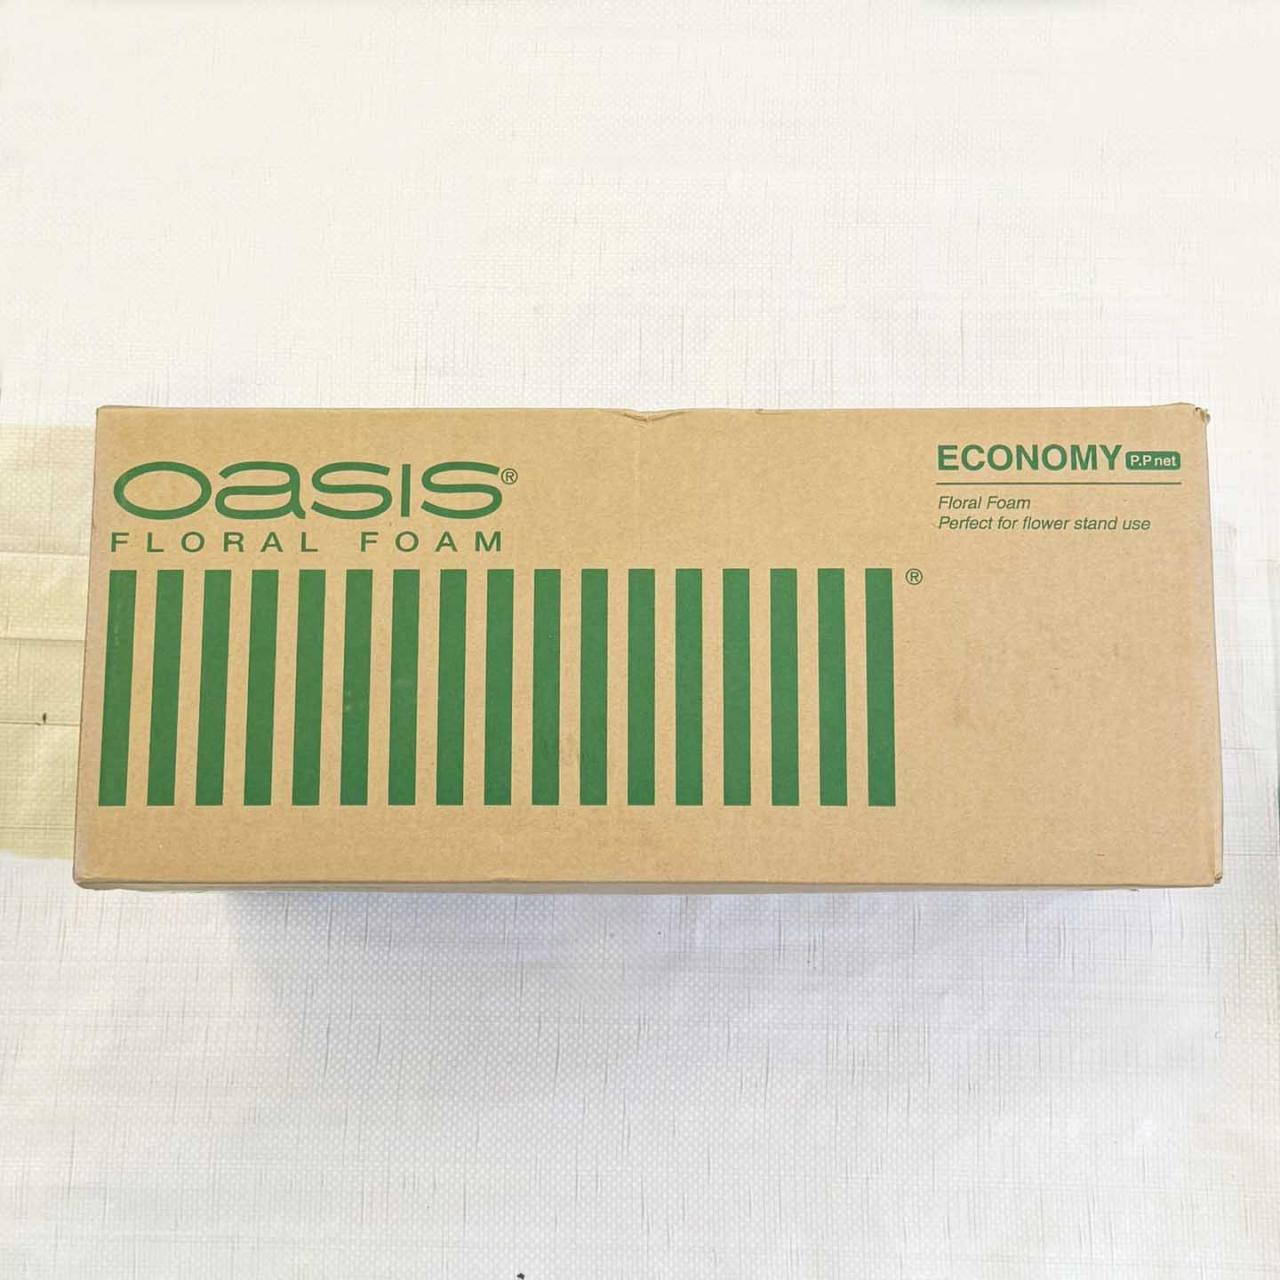 oasis®
FLORAL FOAM
®
ECONOMY P.P net
Floral Foam
Perfect for flower stand use